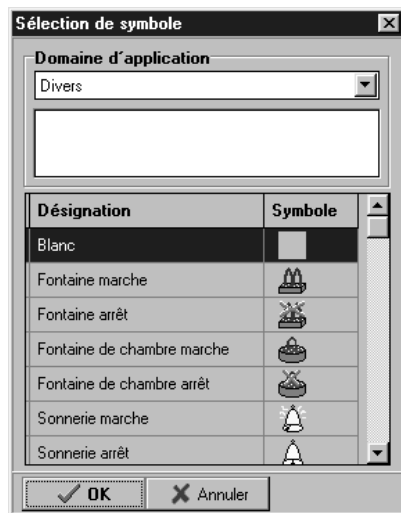 Sélection de symbole
Domaine d´application
Divers
Désignation Symbole
Blanc
Fontaine marche
Fontaine arrêt
Fontaine de chambre marche
Fontaine de chambre arrêt
Sonnerie marche
Sonnerie arrêt
OK Annuler